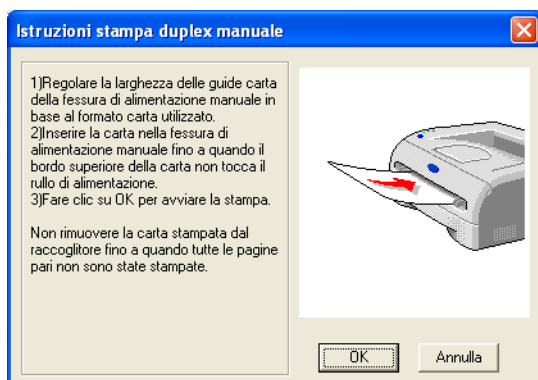 Istruzioni stampa duplex manuale
1)Regolare la larghezza delle guide carta
della fessura di alimentazione manuale in
base al formato carta utilizzato.
2)Inserire la carta nella fessura di
alimentazione manuale fino a quando il
bordo superiore della carta non tocca il
rullo di alimentazione.
3)Fare clic su OK per avviare la stampa.
Non rimuovere la carta stampata dal
raccoglitore fino a quando tutte le pagine
pari non sono state stampate.
OK
Annulla